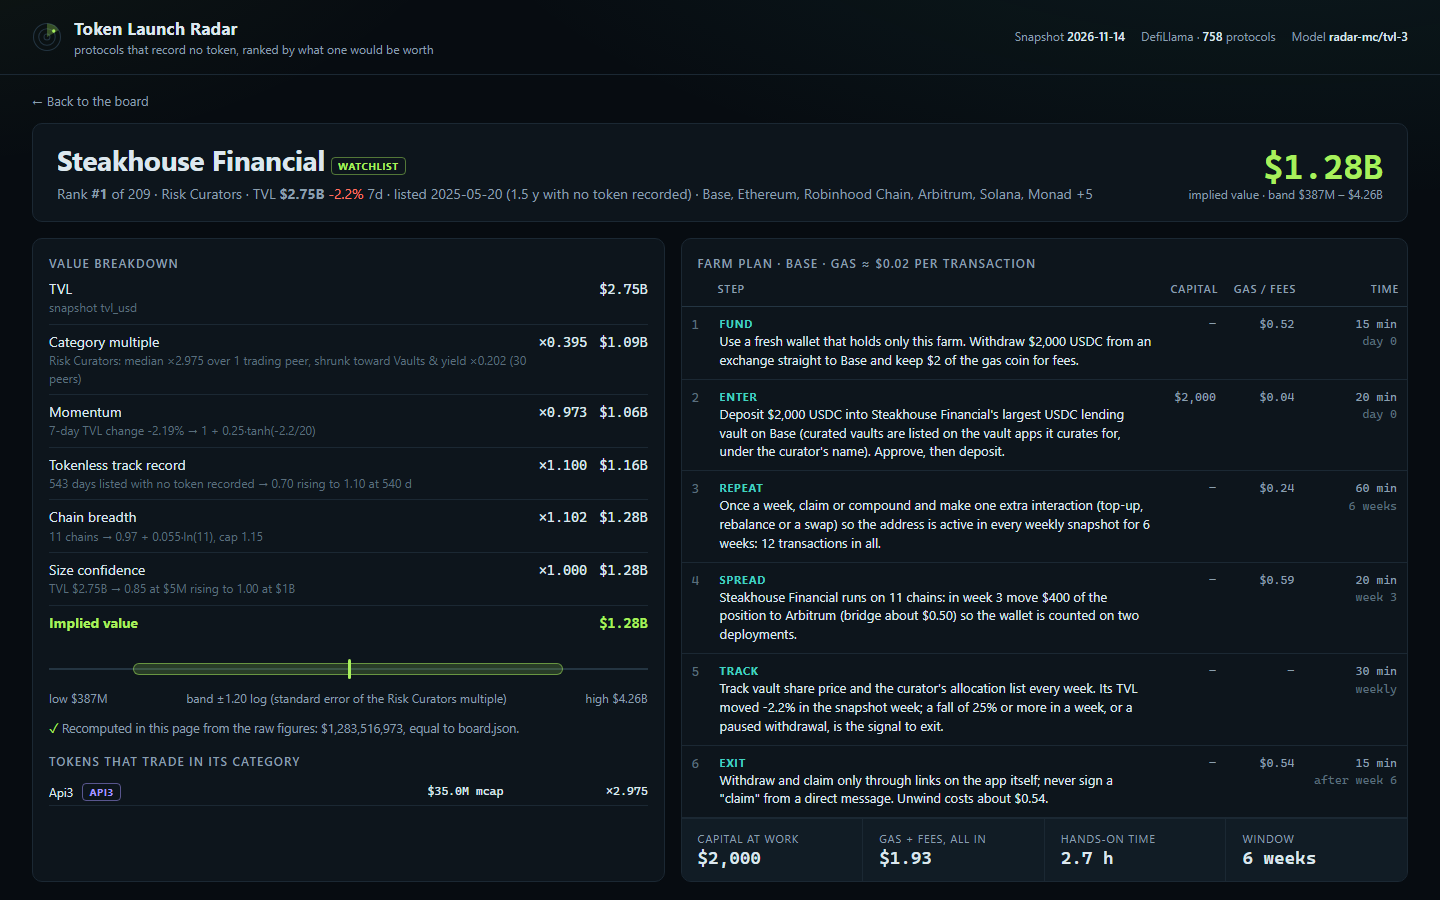 Token Launch Radar
protocols that record no token, ranked by what one would be worth
Snapshot 2026-11-14 DefiLlama · 758 protocols Model radar-mc/tvl-3
← Back to the board
Steakhouse Financial WATCHLIST
Rank #1 of 209 · Risk Curators · TVL $2.75B -2.2% 7d · listed 2025-05-20 (1.5 y with no token recorded) · Base, Ethereum, Robinhood Chain, Arbitrum, Solana, Monad +5
$1.28B
implied value · band $387M – $4.26B
VALUE BREAKDOWN
TVL $2.75B
snapshot tvl_usd
Category multiple ×0.395 $1.09B
Risk Curators: median ×2.975 over 1 trading peer, shrunk toward Vaults & yield ×0.202 (30
peers)
Momentum ×0.973 $1.06B
7-day TVL change -2.19% → 1 + 0.25·tanh(-2.2/20)
Tokenless track record ×1.100 $1.16B
543 days listed with no token recorded → 0.70 rising to 1.10 at 540 d
Chain breadth ×1.102 $1.28B
11 chains → 0.97 + 0.055·ln(11), cap 1.15
Size confidence ×1.000 $1.28B
TVL $2.75B → 0.85 at $5M rising to 1.00 at $1B
Implied value $1.28B
low $387M band ±1.20 log (standard error of the Risk Curators multiple) high $4.26B
✓ Recomputed in this page from the raw figures: $1,283,516,973, equal to board.json.
TOKENS THAT TRADE IN ITS CATEGORY
Api3 API3 $35.0M mcap ×2.975
FARM PLAN · BASE · GAS ≈ $0.02 PER TRANSACTION
STEP CAPITAL GAS / FEES TIME
1 FUND – $0.52 15 min
Use a fresh wallet that holds only this farm. Withdraw $2,000 USDC from an day 0
exchange straight to Base and keep $2 of the gas coin for fees.
2 ENTER $2,000 $0.04 20 min
Deposit $2,000 USDC into Steakhouse Financial's largest USDC lending day 0
vault on Base (curated vaults are listed on the vault apps it curates for,
under the curator's name). Approve, then deposit.
3 REPEAT – $0.24 60 min
Once a week, claim or compound and make one extra interaction (top-up, 6 weeks
rebalance or a swap) so the address is active in every weekly snapshot for 6
weeks: 12 transactions in all.
4 SPREAD – $0.59 20 min
Steakhouse Financial runs on 11 chains: in week 3 move $400 of the week 3
position to Arbitrum (bridge about $0.50) so the wallet is counted on two
deployments.
5 TRACK – – 30 min
Track vault share price and the curator's allocation list every week. Its TVL weekly
moved -2.2% in the snapshot week; a fall of 25% or more in a week, or a
paused withdrawal, is the signal to exit.
6 EXIT – $0.54 15 min
Withdraw and claim only through links on the app itself; never sign a after week 6
"claim" from a direct message. Unwind costs about $0.54.
CAPITAL AT WORK GAS + FEES, ALL IN HANDS-ON TIME WINDOW
$2,000 $1.93 2.7 h 6 weeks